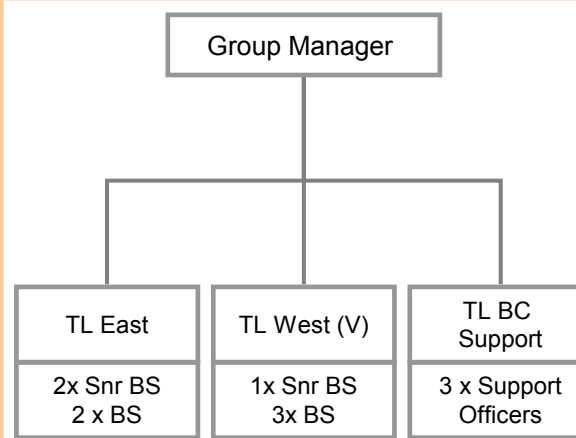 Group Manager
TL East
2x Snr BS
2 x BS
TL West (V)
1x Snr BS
3x BS
TL BC
Support
3 x Support
Officers